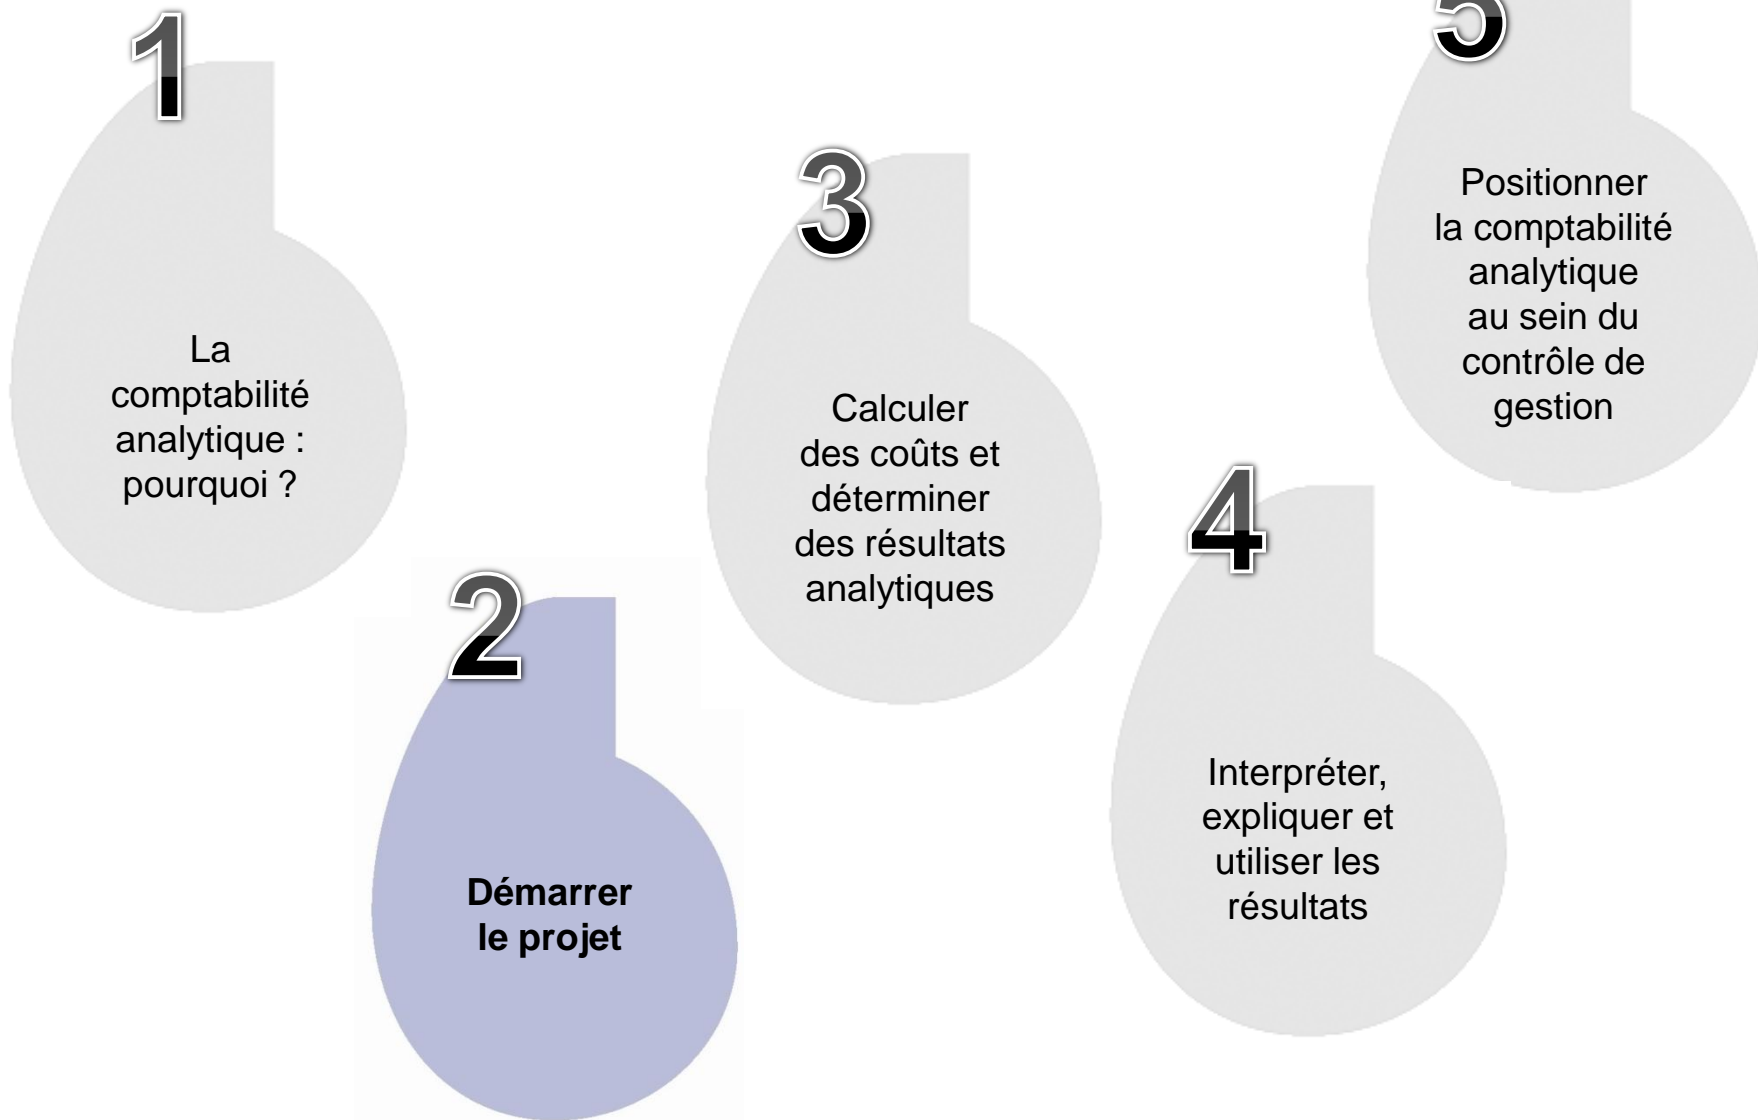 1
La
comptabilité
analytique :
pourquoi ?
2
Démarrer
le projet
3
Calculer
des coûts et
déterminer
des résultats
analytiques
4
Interpréter,
expliquer et
utiliser les
résultats
5
Positionner
la comptabilité
analytique
au sein du
contrôle de
gestion